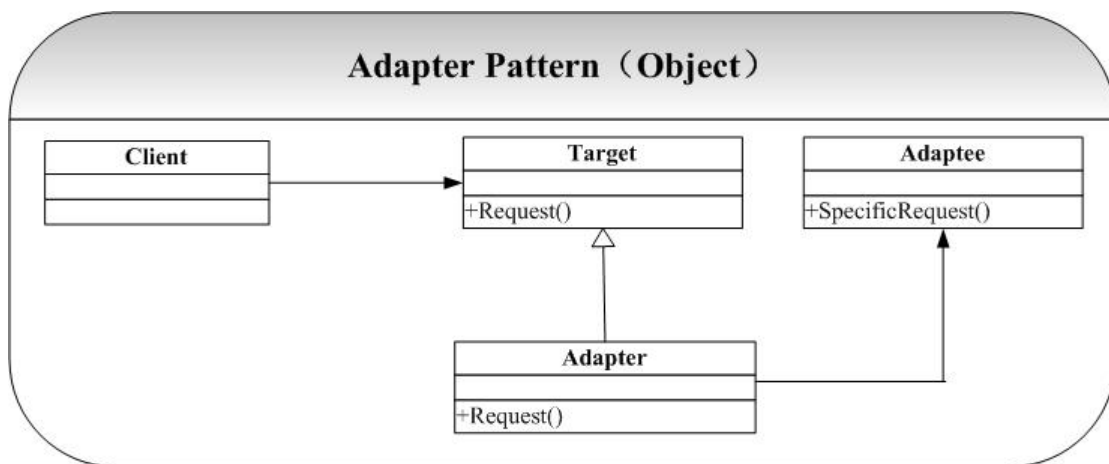 Adapter Pattern（Object）
Client
Target
+Request()
Adaptee
+SpecificRequest()
Adapter
+Request()